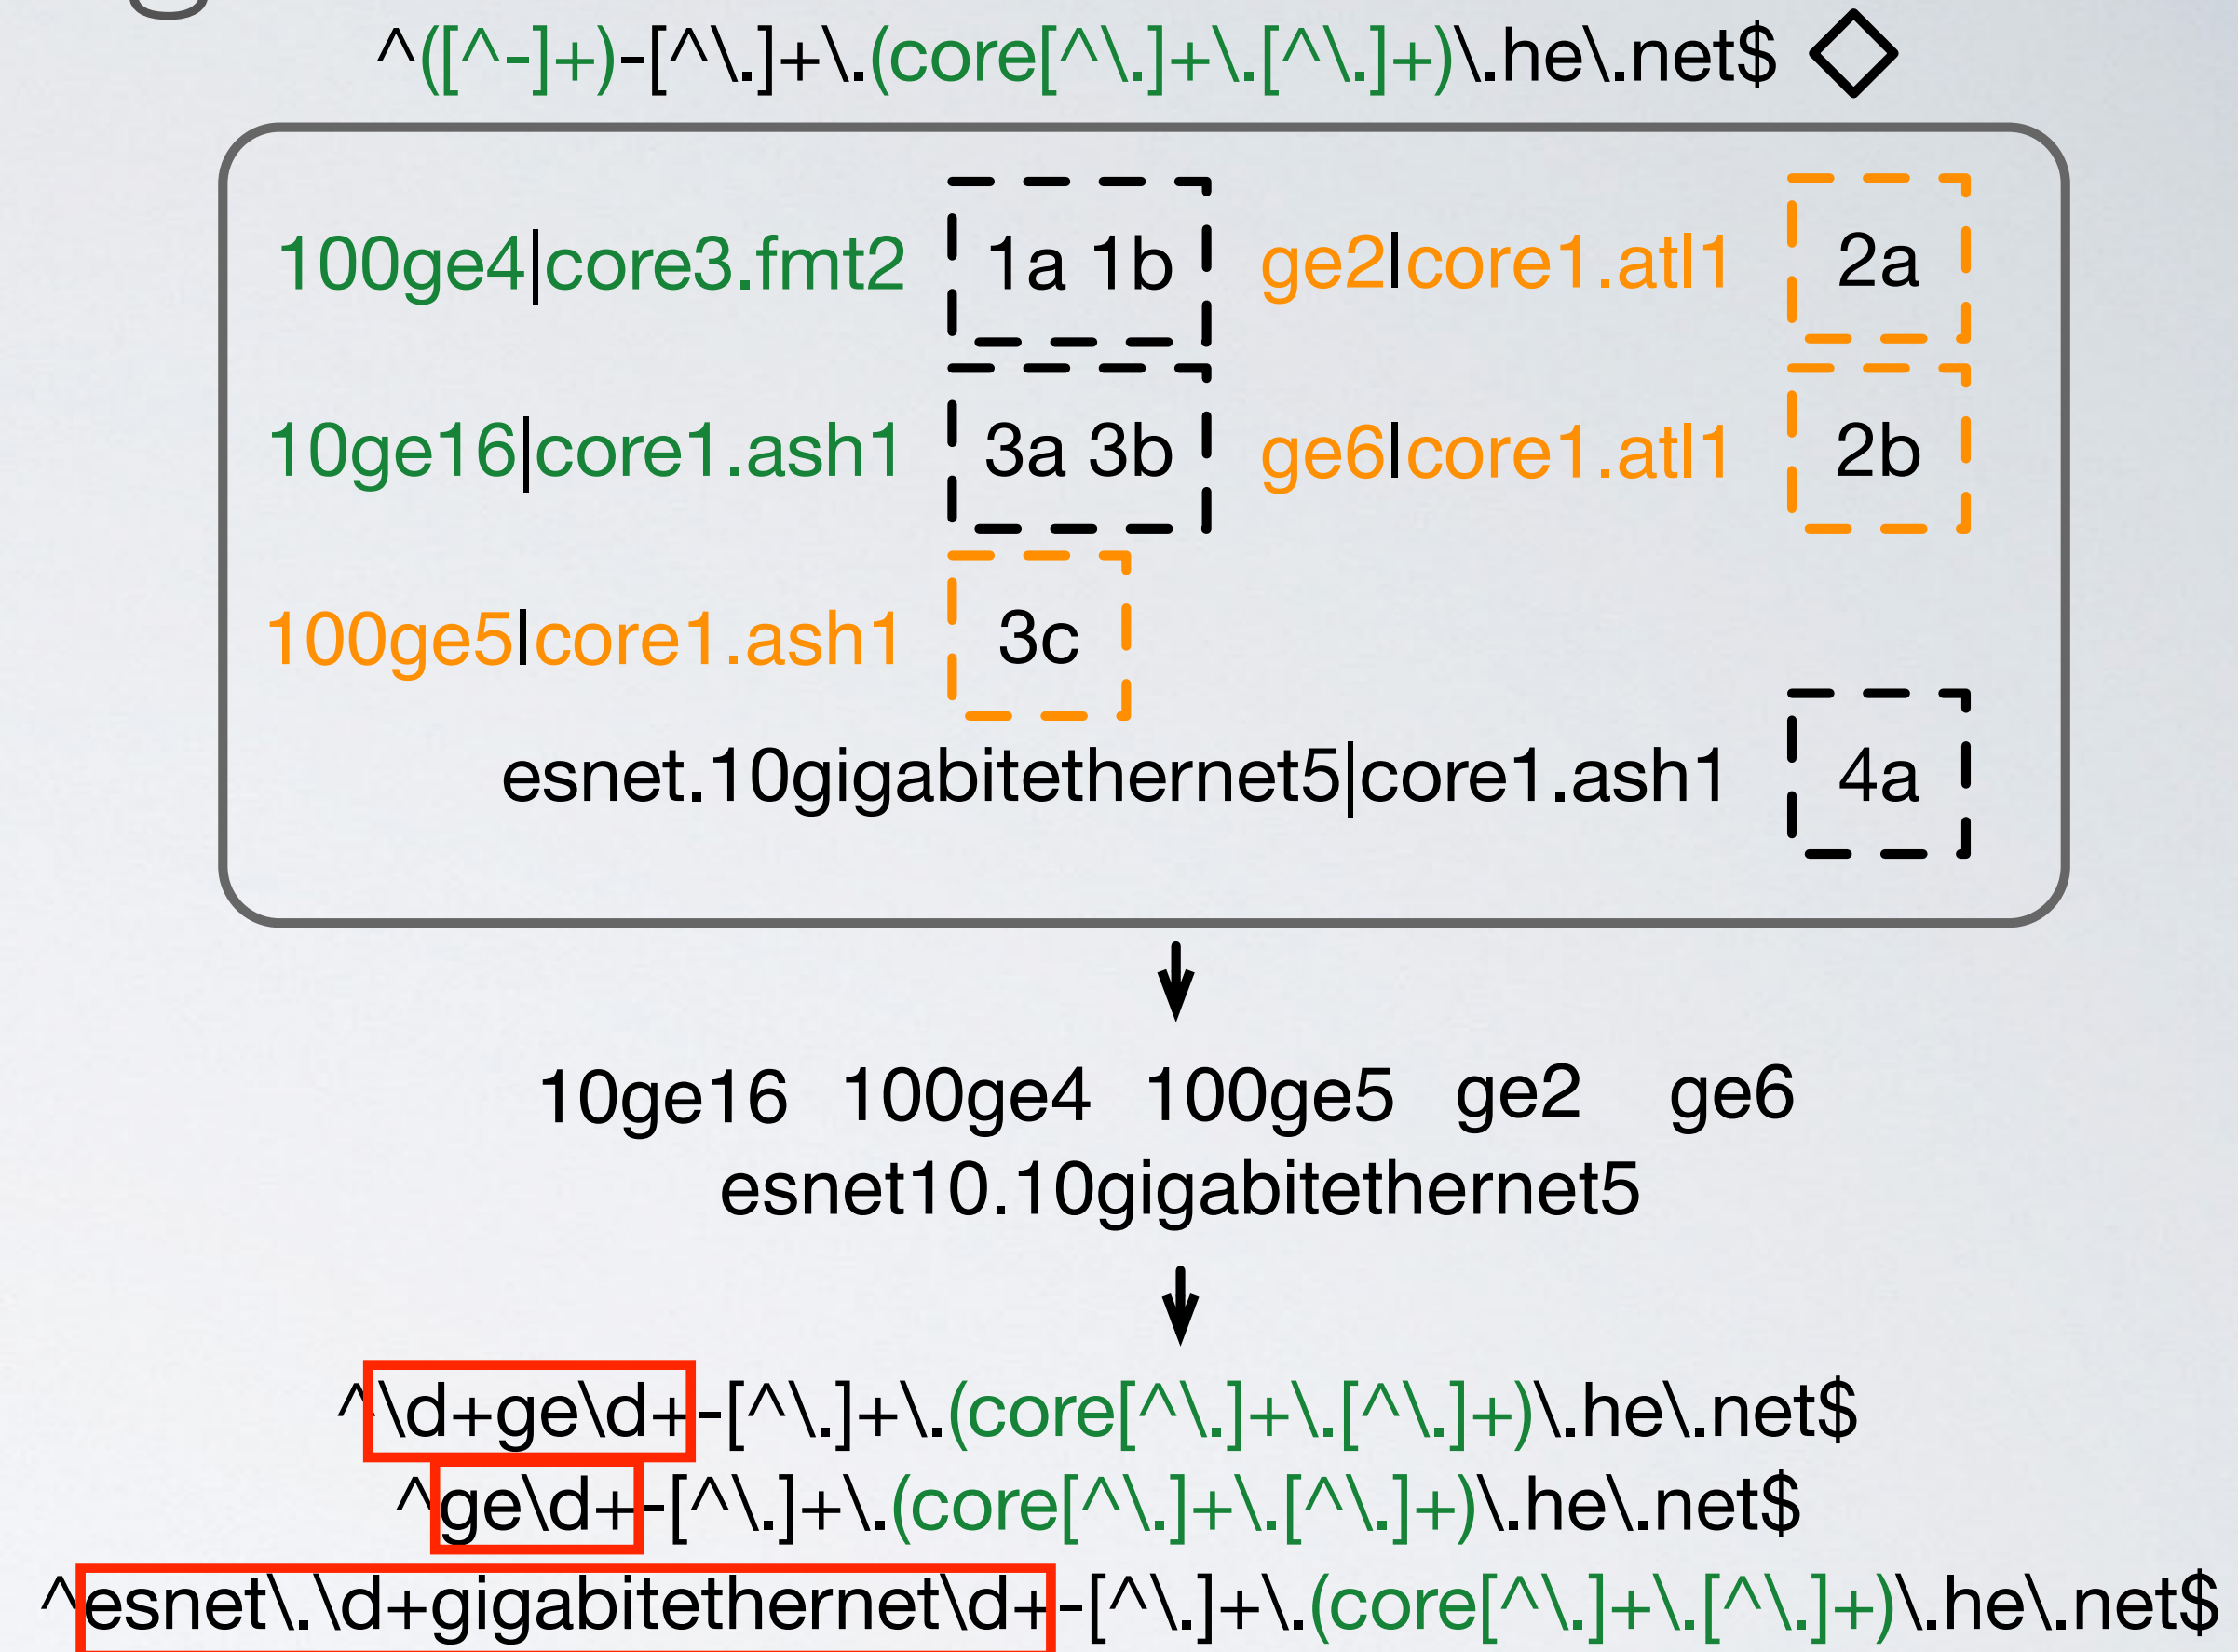 ^([^-]+)-[^\.]+\.(core[^\.]+\.[^\.]+)\.he\.net$
100ge4|core3.fmt2 1a 1b ge2|core1.atl1 2a
10ge16|core1.ash1 3a 3b ge6|core1.atl1 2b
100ge5|core1.ash1 3c
esnet.10gigabitethernet5|core1.ash1 4a
10ge16 100ge4 100ge5 ge2 ge6
esnet10.10gigabitethernet5
^\d+ge\d+-[^\.]+\.(core[^\.]+\.[^\.]+)\.he\.net$
^ge\d+-[^\.]+\.(core[^\.]+\.[^\.]+)\.he\.net$
^esnet\.\d+gigabitethernet\d+-[^\.]+\.(core[^\.]+\.[^\.]+)\.he\.net$